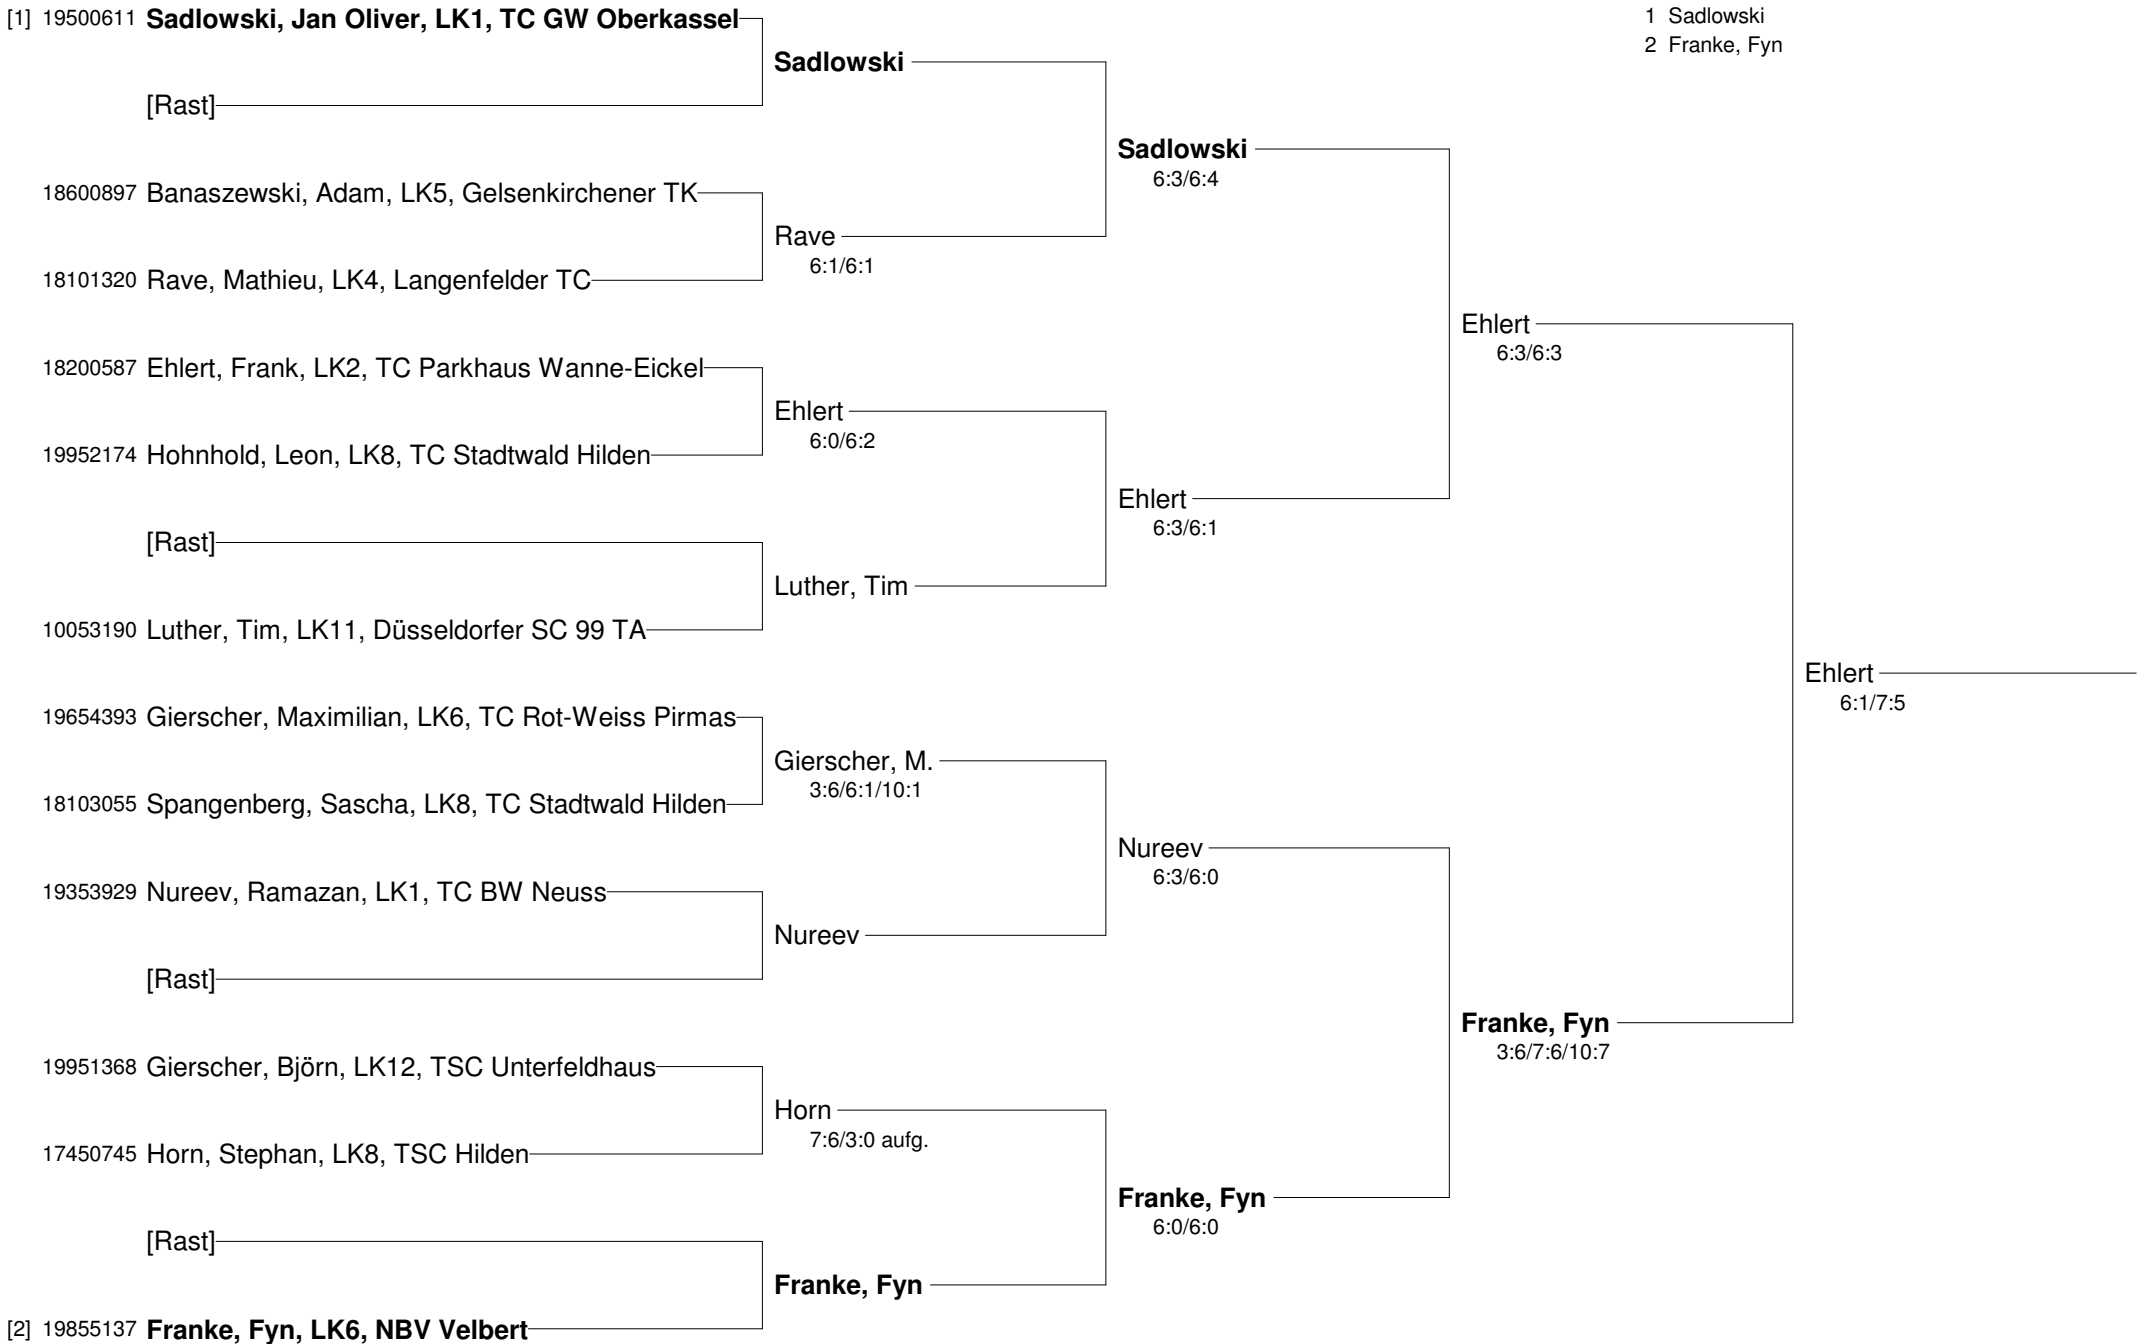 [1] 19500611 Sadlowski, Jan Oliver, LK1, TC GW Oberkassel
1 Sadlowski
2 Franke, Fyn
Sadlowski
[Rast]
Sadlowski
6:3/6:4
18600897 Banaszewski, Adam, LK5, Gelsenkirchener TK
Rave
6:1/6:1
18101320 Rave, Mathieu, LK4, Langenfelder TC
Ehlert
6:3/6:3
18200587 Ehlert, Frank, LK2, TC Parkhaus Wanne-Eickel
Ehlert
6:0/6:2
19952174 Hohnhold, Leon, LK8, TC Stadtwald Hilden
Ehlert
6:3/6:1
[Rast]
Luther, Tim
10053190 Luther, Tim, LK11, Düsseldorfer SC 99 TA
Ehlert
6:1/7:5
19654393 Gierscher, Maximilian, LK6, TC Rot-Weiss Pirmas
Gierscher, M.
3:6/6:1/10:1
18103055 Spangenberg, Sascha, LK8, TC Stadtwald Hilden
Nureev
6:3/6:0
19353929 Nureev, Ramazan, LK1, TC BW Neuss
Nureev
[Rast]
Franke, Fyn
3:6/7:6/10:7
19951368 Gierscher, Björn, LK12, TSC Unterfeldhaus
Horn
7:6/3:0 aufg.
17450745 Horn, Stephan, LK8, TSC Hilden
Franke, Fyn
6:0/6:0
[Rast]
Franke, Fyn
[2] 19855137 Franke, Fyn, LK6, NBV Velbert